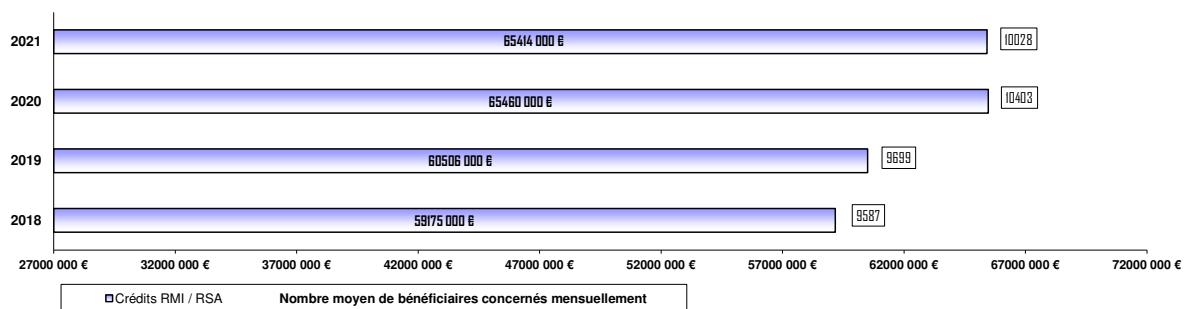 2021 65414 000 € 10028
2020 65460 000 € 10403
2019 60506 000 € 9699
2018 59175 000 € 9587
27000 000 € 32000 000 € 37000 000 € 42000 000 € 47000 000 € 52000 000 € 57000 000 € 62000 000 € 67000 000 € 72000 000 €
Crédits RMI / RSA Nombre moyen de bénéficiaires concernés mensuellement